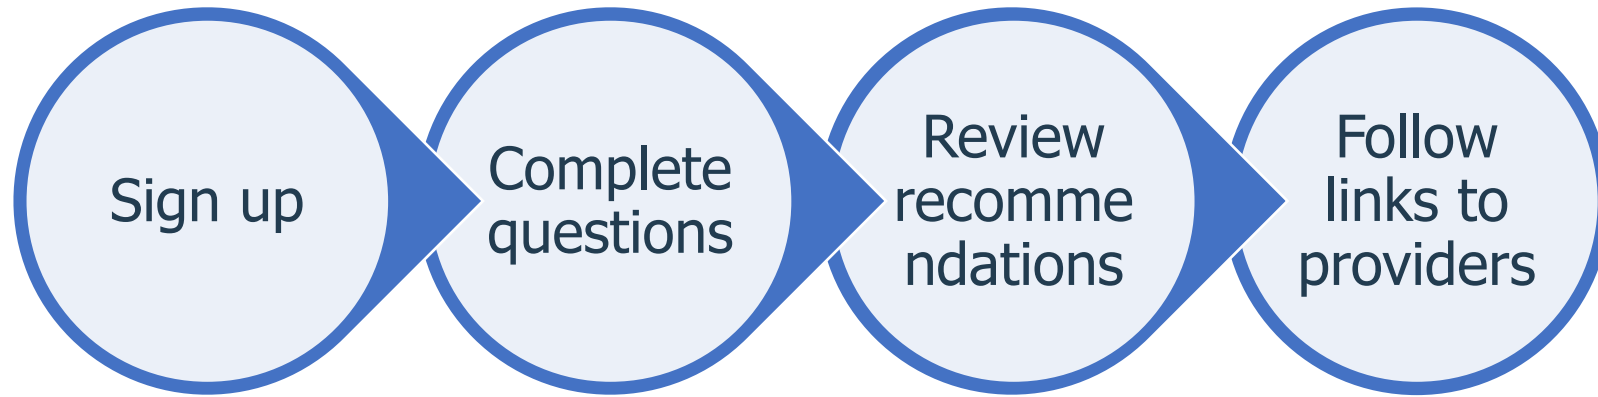 Sign up
Complete
questions
Review
recomme
ndations
Follow
links to
providers